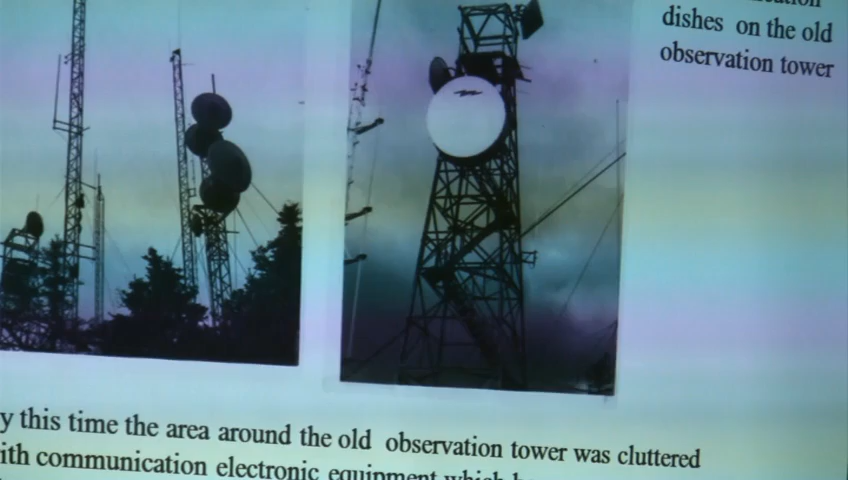 dishes on the old
observation tower
y this time the area around the old observation tower was cluttered
ith communication electronic equipment which